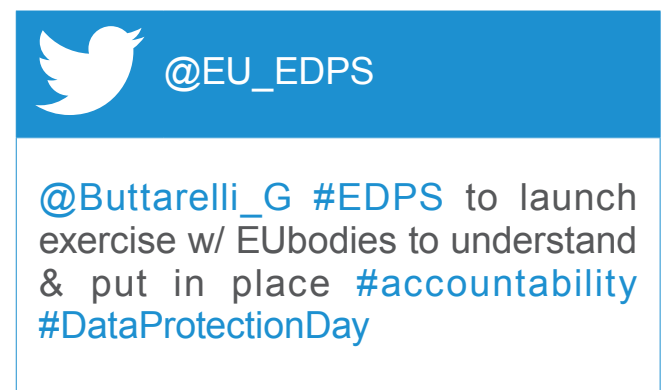 @EU_EDPS
@Buttarelli_G #EDPS to launch
exercise w/ EUbodies to understand
& put in place #accountability
#DataProtectionDay